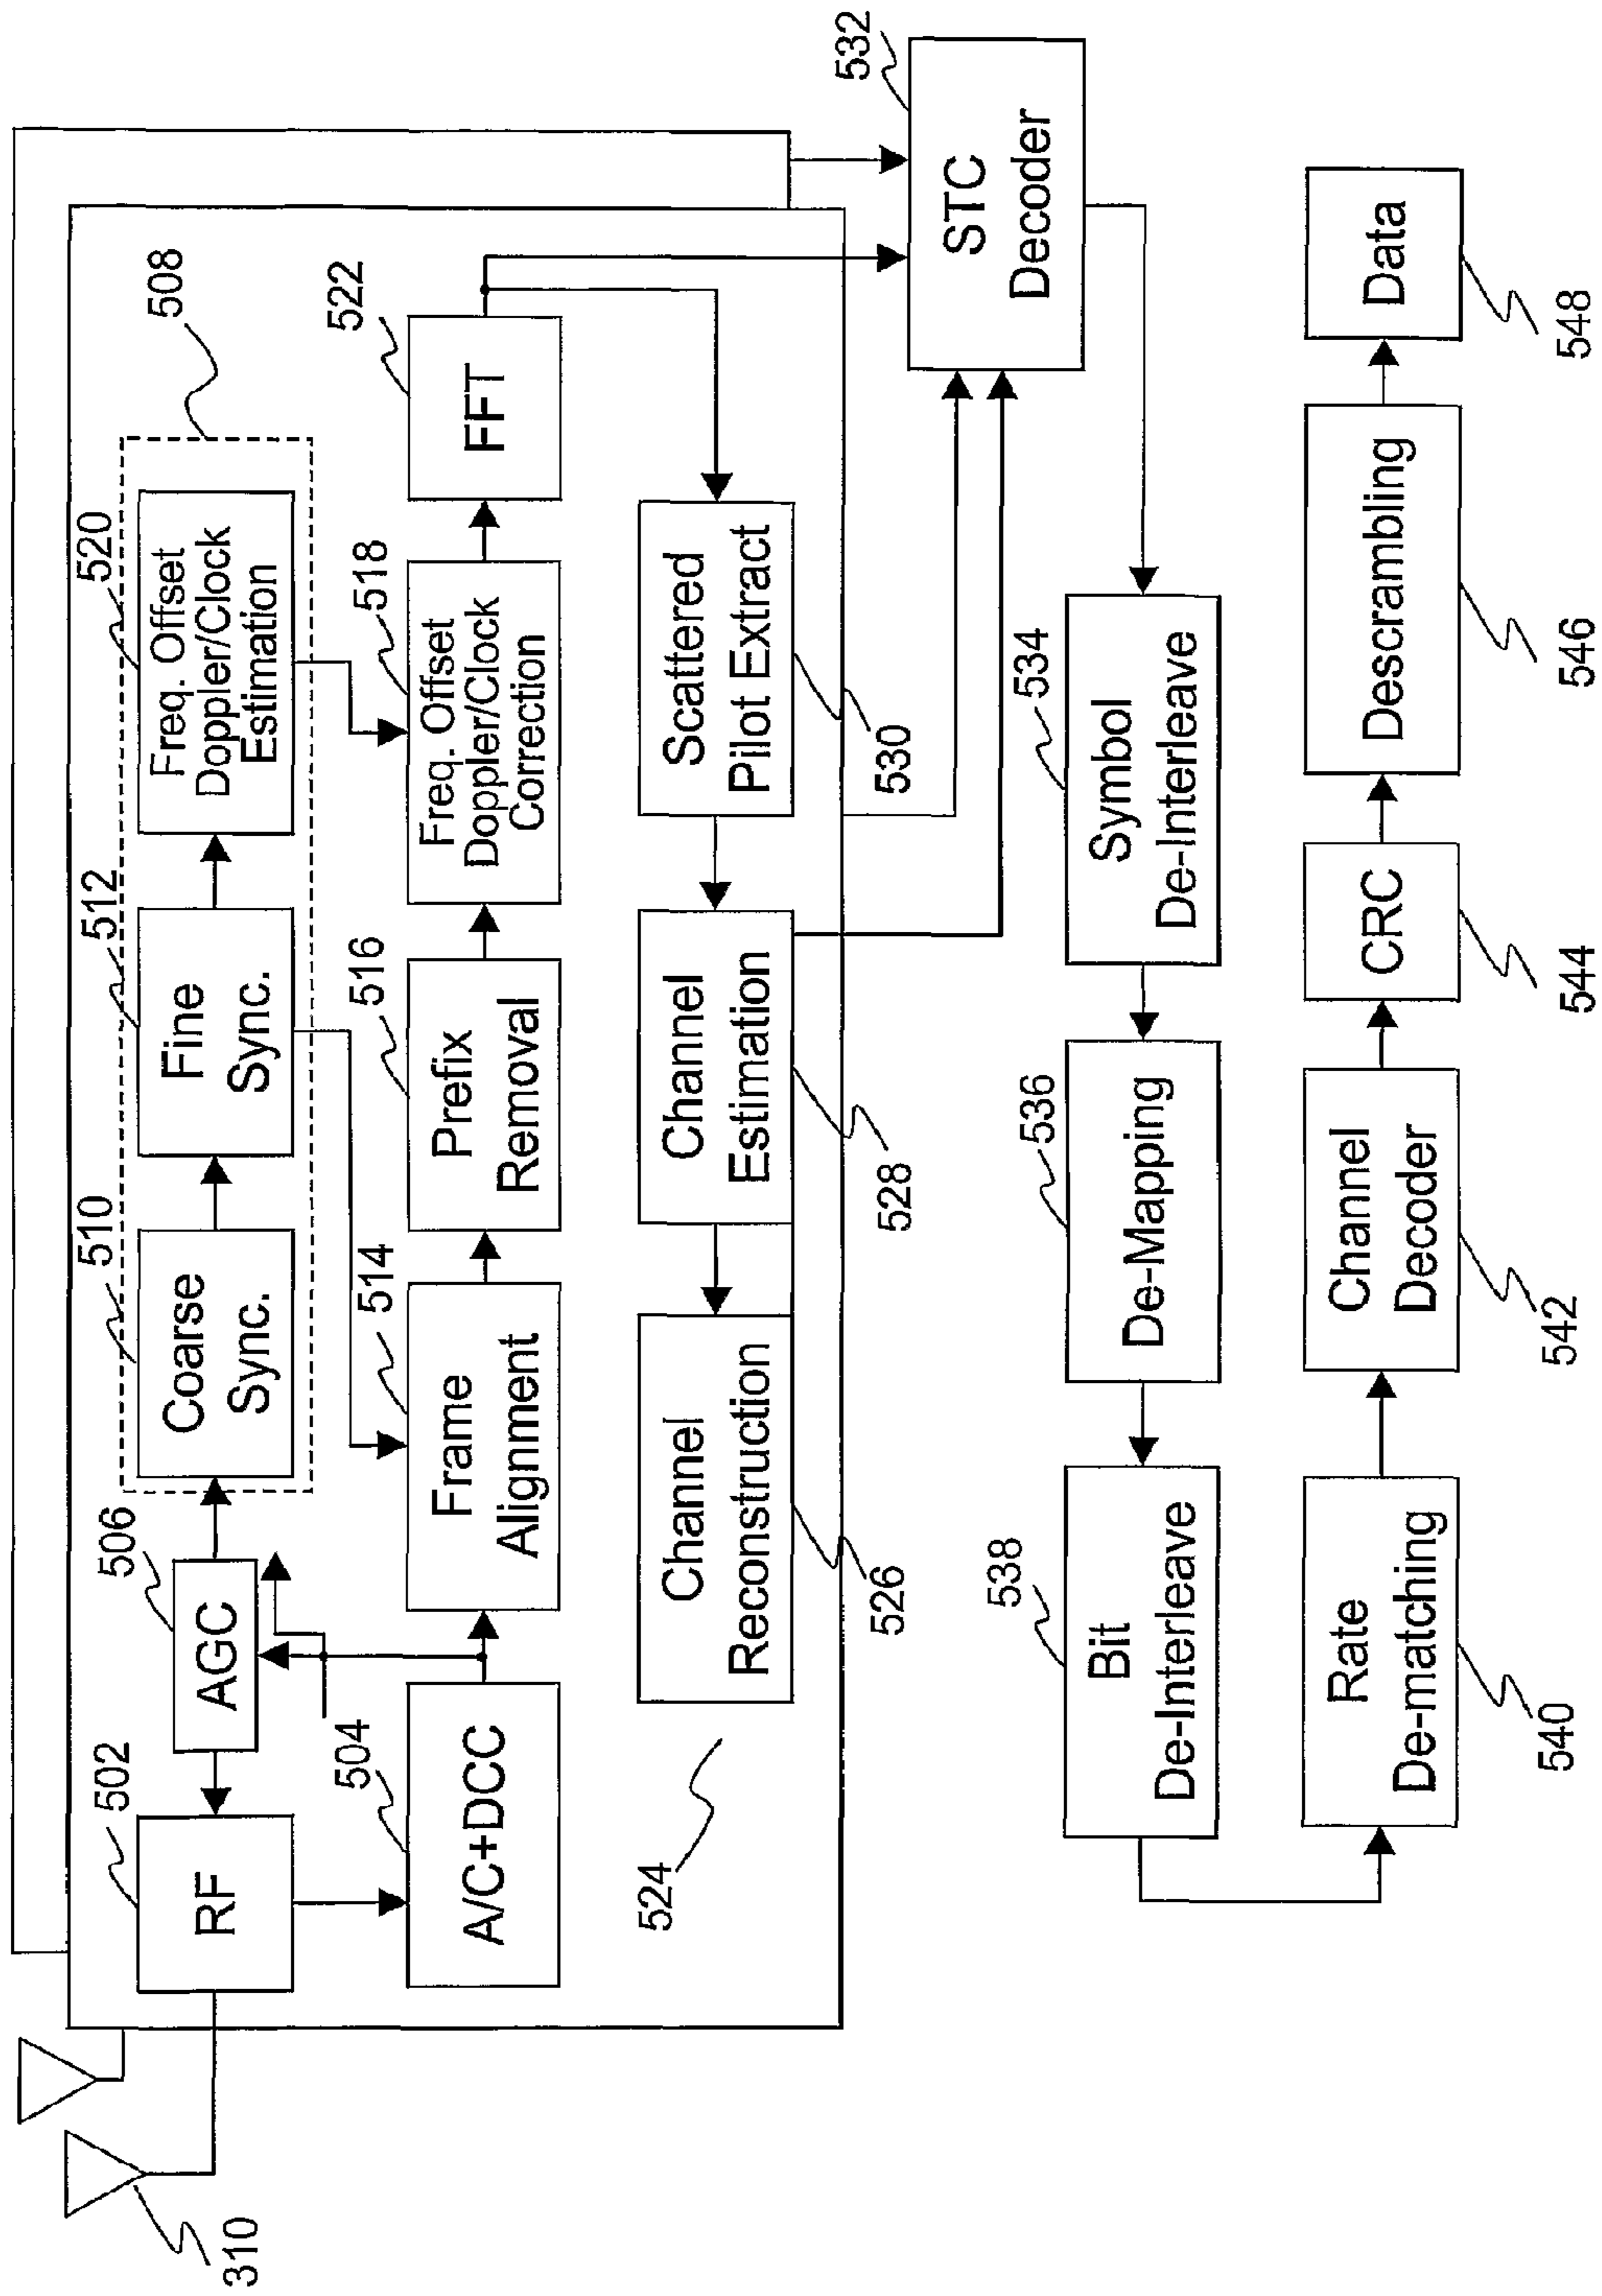 310
502
RF
506
AGC
504
A/C+DCC
508
510
Coarse
Sync.
512
Fine
Sync.
520
Freq. Offset
Doppler/Clock
Estimation
514
Frame
Alignment
516
Prefix
Removal
518
Freq. Offset
Doppler/Clock
Correction
522
FFT
524
Channel
Reconstruction
526
Channel
Estimation
528
Scattered
Pilot Extract
530
532
STC
Decoder
534
Symbol
De-Interleave
536
De-Mapping
538
Bit
De-Interleave
Rate
De-matching
540
Channel
Decoder
542
CRC
544
Descrambling
546
Data
548